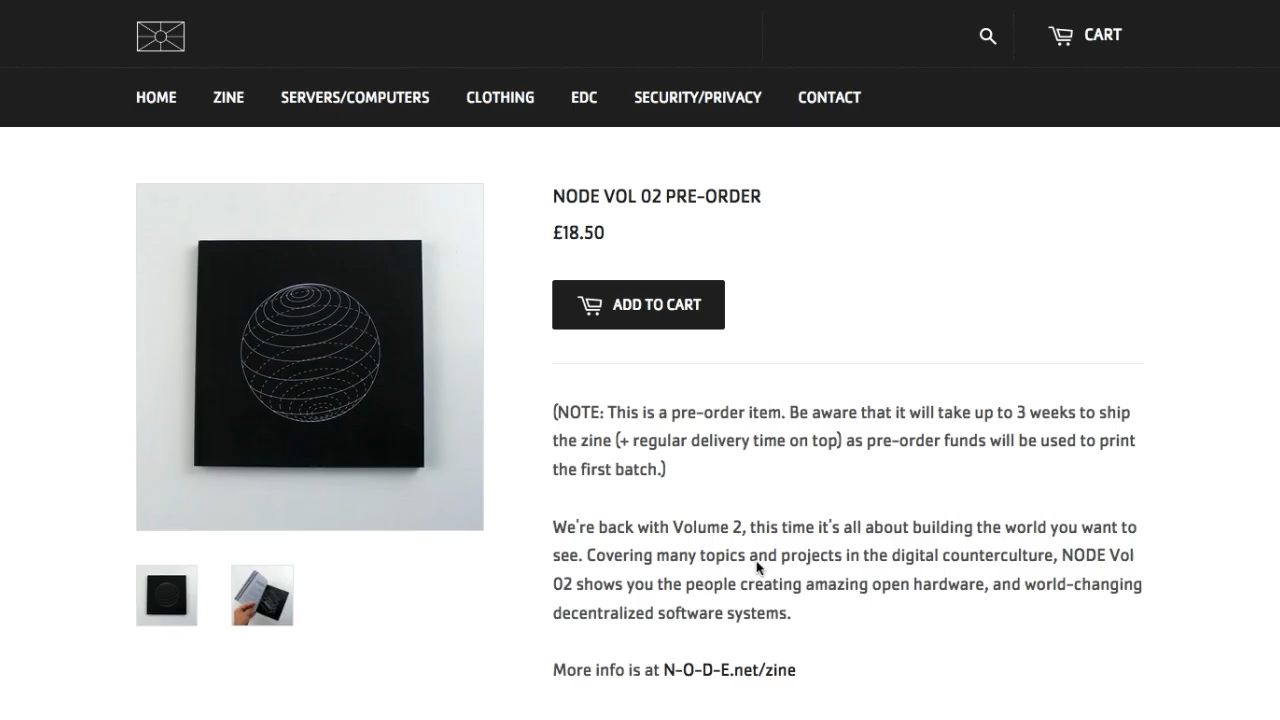 CART
HOME ZINE SERVERS/COMPUTERS CLOTHING EDC SECURITY/PRIVACY CONTACT
NODE VOL 02 PRE-ORDER
£18.50
ADD TO CART
(NOTE: This is a pre-order item. Be aware that it will take up to 3 weeks to ship
the zine (+ regular delivery time on top) as pre-order funds will be used to print
the first batch.)
We're back with Volume 2, this time it's all about building the world you want to
see. Covering many topics and projects in the digital counterculture, NODE Vol
02 shows you the people creating amazing open hardware, and world-changing
decentralized software systems.
More info is at N-O-D-E.net/zine